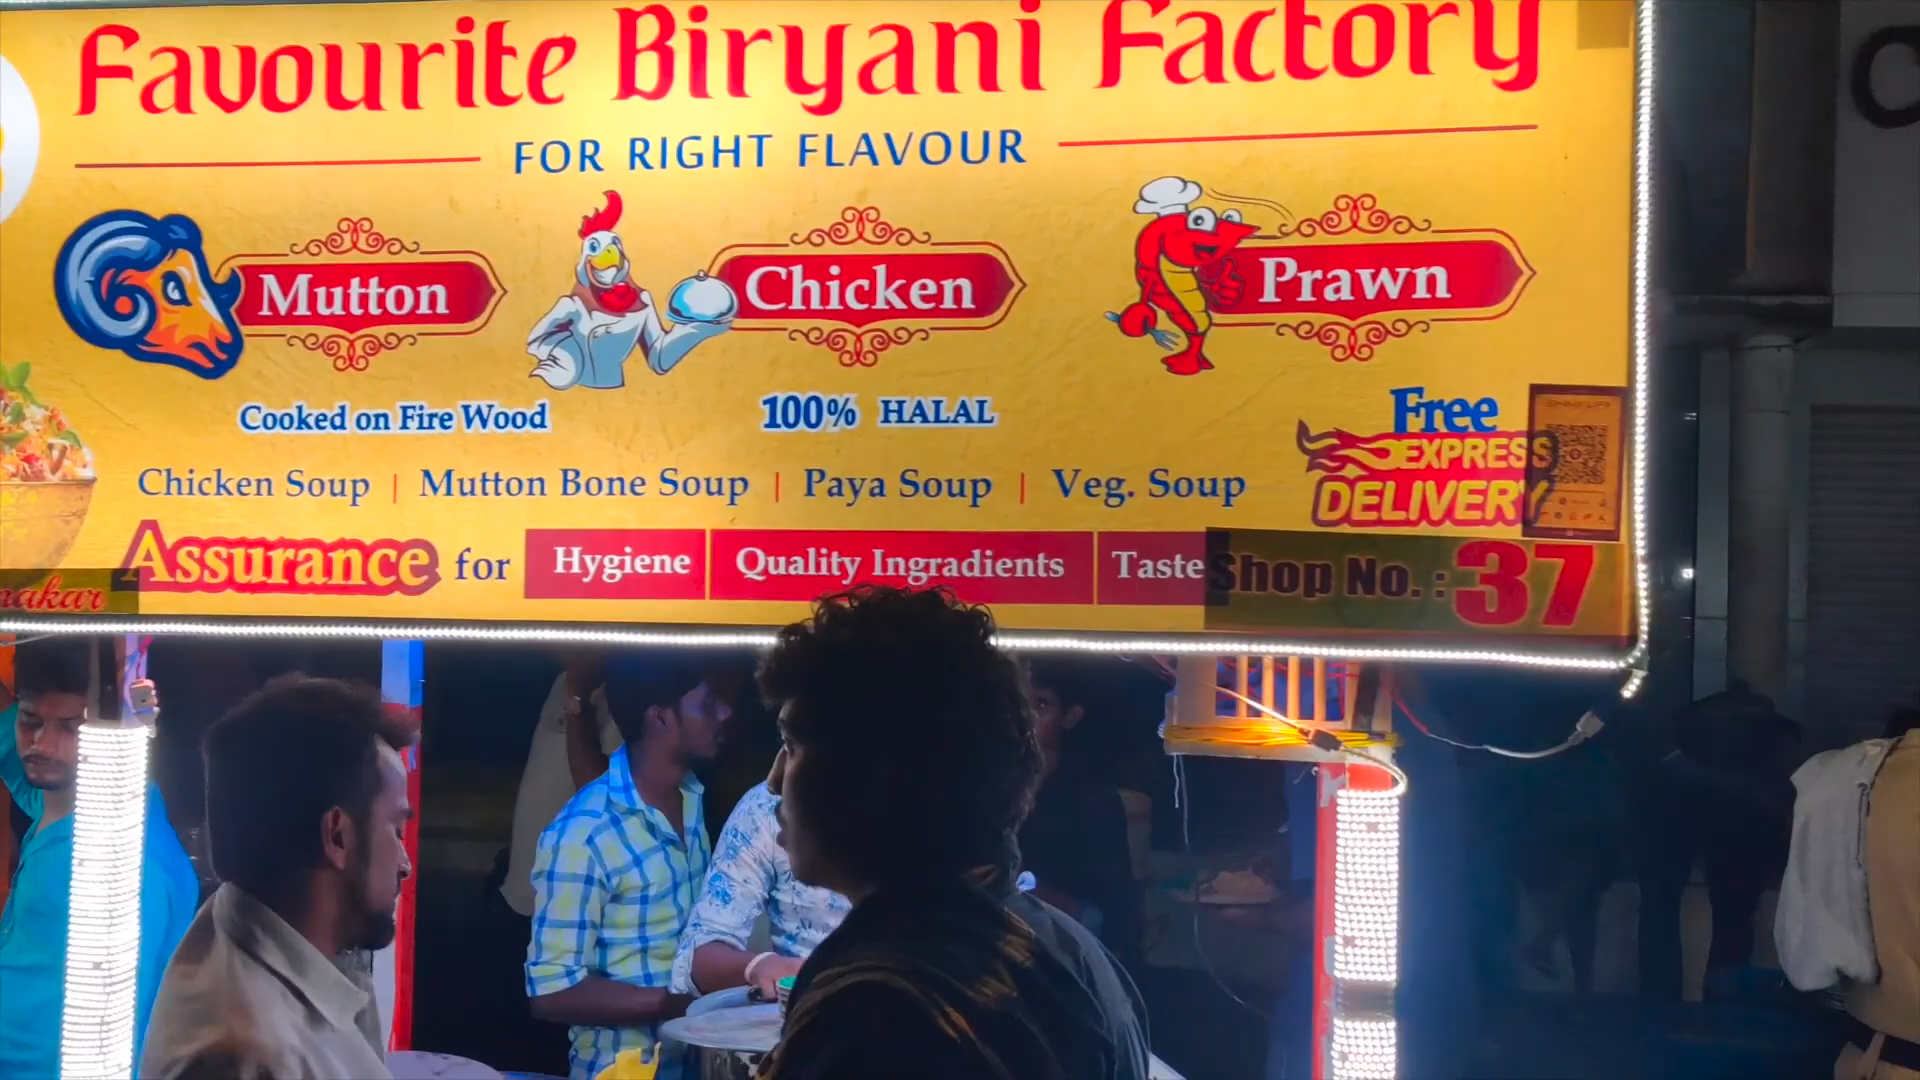 Favourite Biryani Factory
FOR RIGHT FLAVOUR
Mutton
Chicken
Prawn
Cooked on Fire Wood
100% HALAL
Free
EXPRESS
DELIVERY
Chicken Soup | Mutton Bone Soup | Paya Soup | Veg. Soup
Assurance for Hygiene Quality Ingradients Taste
Shop No. : 37